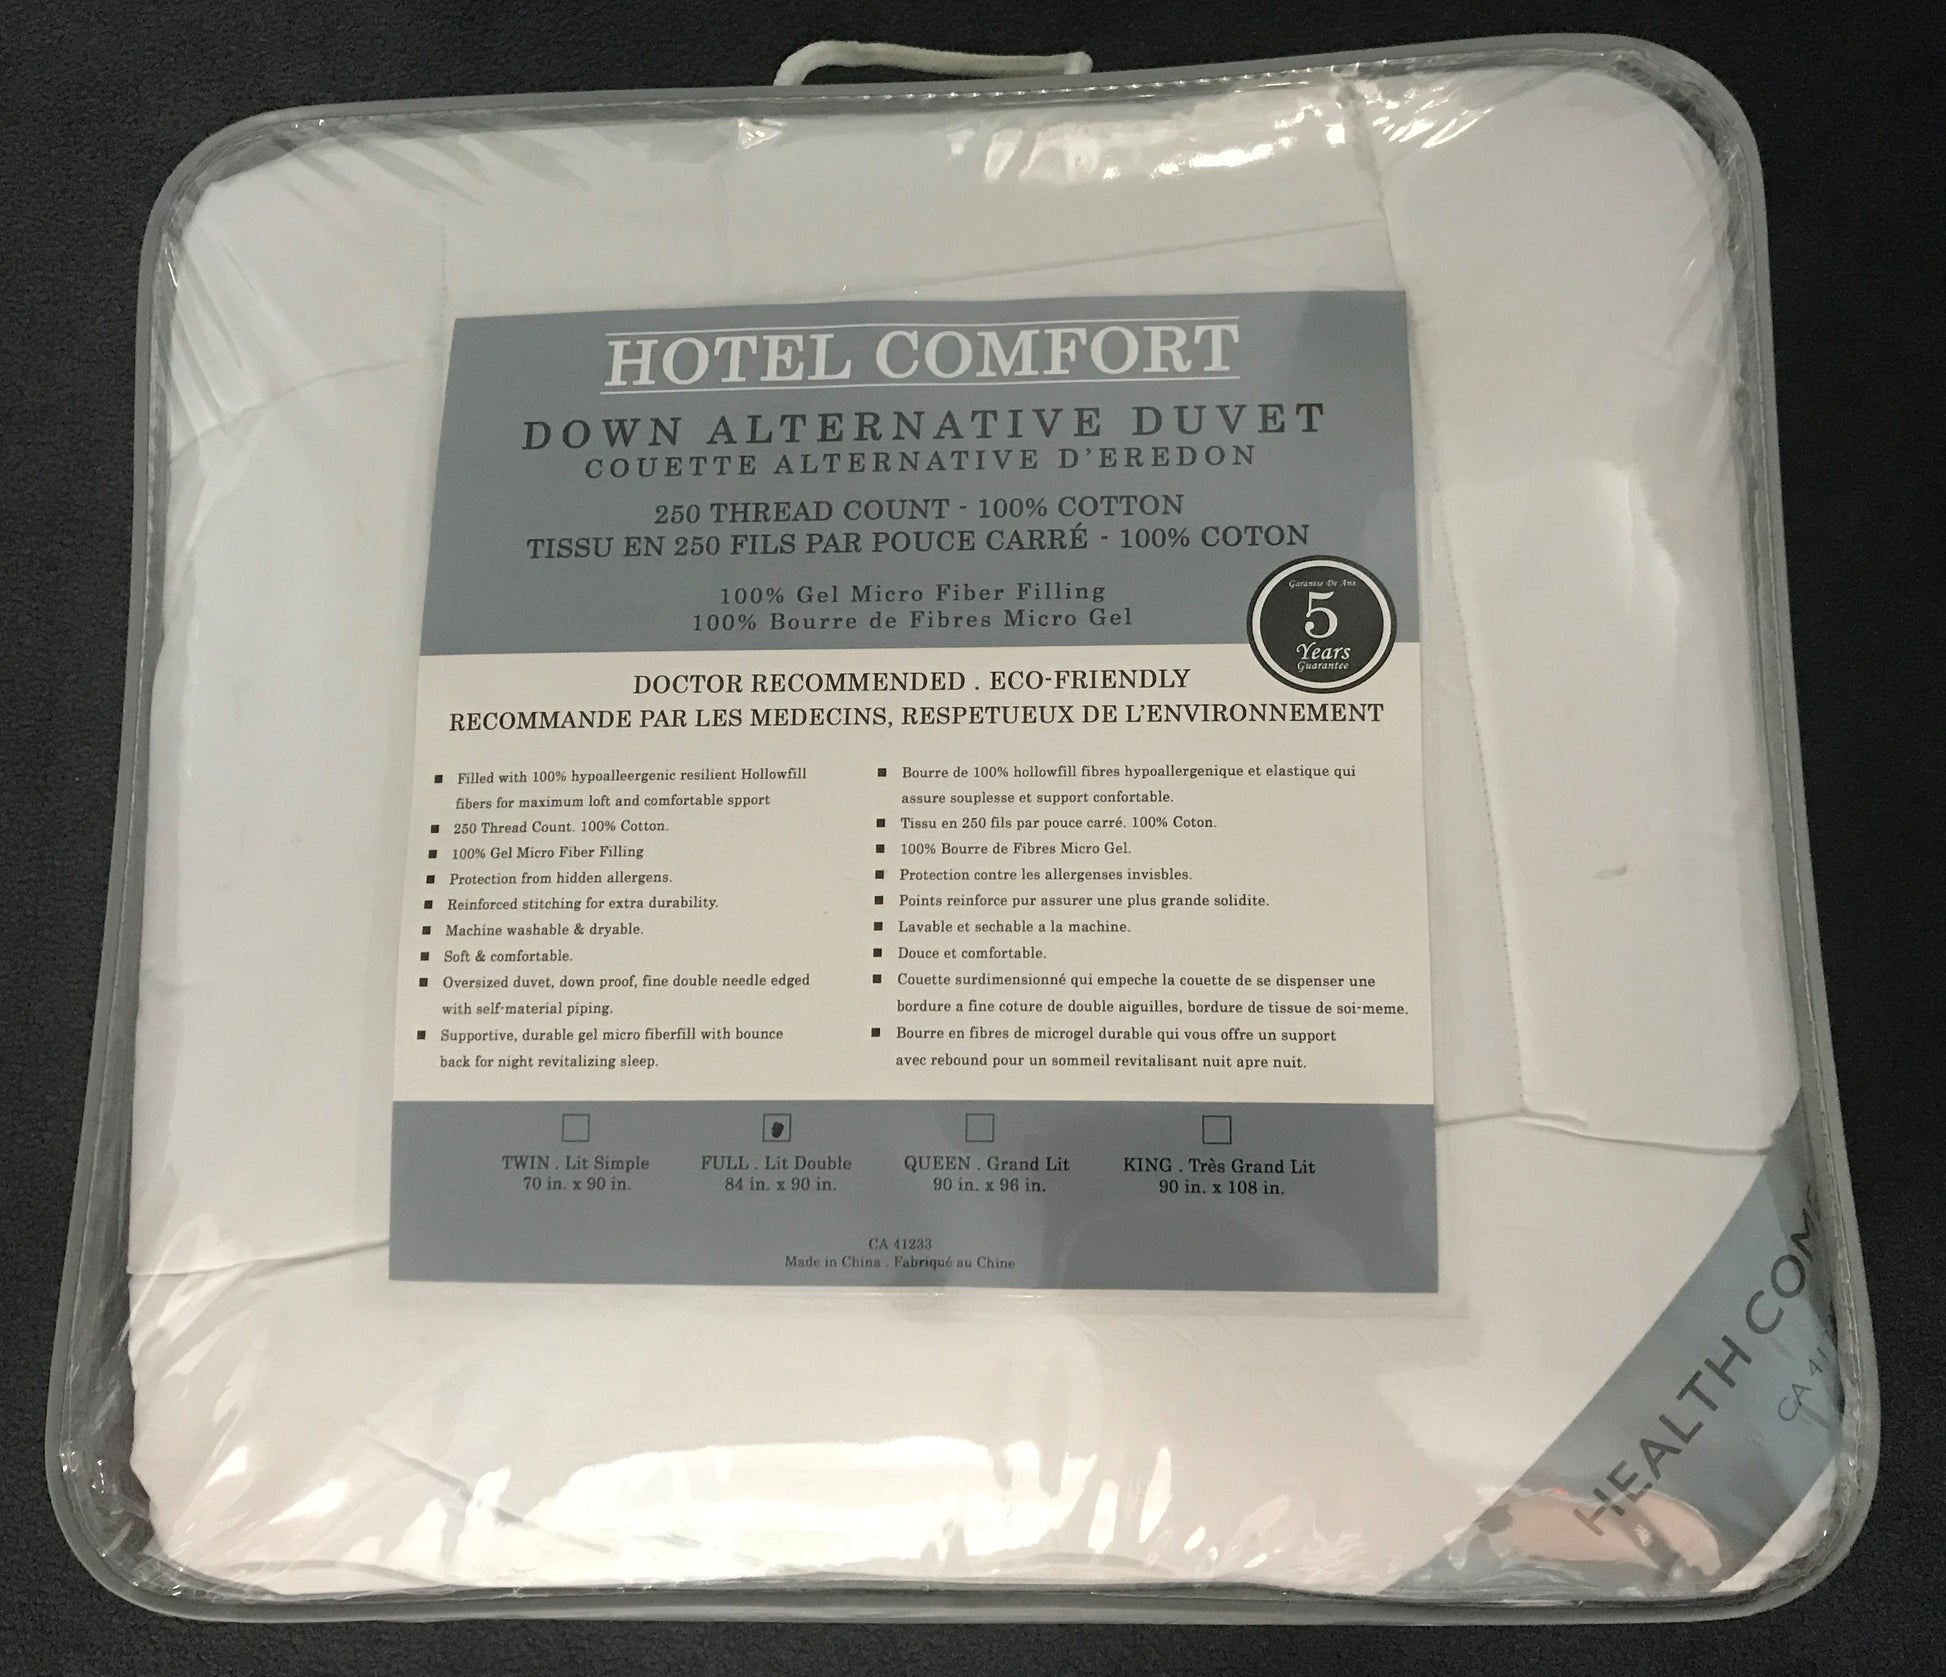 HOTEL COMFORT
DOWN ALTERNATIVE DUVET
COUETTE ALTERNATIVE D'EREDON
250 THREAD COUNT - 100% COTTON
TISSU EN 250 FILS PAR POUCE CARRÉ - 100% COTON
100% Gel Micro Fiber Filling
100% Bourre de Fibres Micro Gel
Garantie De Ans
5
Years
Guarantee
DOCTOR RECOMMENDED . ECO-FRIENDLY
RECOMMANDE PAR LES MEDECINS, RESPETUEUX DE L'ENVIRONNEMENT
■ Filled with 100% hypoalleergenic resilient Hollowfill
fibers for maximum loft and comfortable spport
■ 250 Thread Count. 100% Cotton.
■ 100% Gel Micro Fiber Filling
■ Protection from hidden allergens.
■ Reinforced stitching for extra durability.
■ Machine washable & dryable.
■ Soft & comfortable.
■ Oversized duvet, down proof, fine double needle edged
with self-material piping.
■ Supportive, durable gel micro fiberfill with bounce
back for night revitalizing sleep.
■ Bourre de 100% hollowfill fibres hypoallergenique et elastique qui
assure souplesse et support confortable.
■ Tissu en 250 fils par pouce carré. 100% Coton.
■ 100% Bourre de Fibres Micro Gel.
■ Protection contre les allergenses invisbles.
■ Points reinforce pur assurer une plus grande solidite.
■ Lavable et sechable a la machine.
■ Douce et comfortable.
■ Couette surdimensionné qui empeche la couette de se dispenser une
bordure a fine coture de double aiguilles, bordure de tissue de soi-meme.
■ Bourre en fibres de microgel durable qui vous offre un support
avec rebound pour un sommeil revitalisant nuit apre nuit.
TWIN . Lit Simple
70 in. x 90 in.
FULL . Lit Double
84 in. x 90 in.
QUEEN . Grand Lit
90 in. x 96 in.
KING . Très Grand Lit
90 in. x 108 in.
CA 41233
Made in China . Fabriqué au Chine
HEALTH COM
CA 41